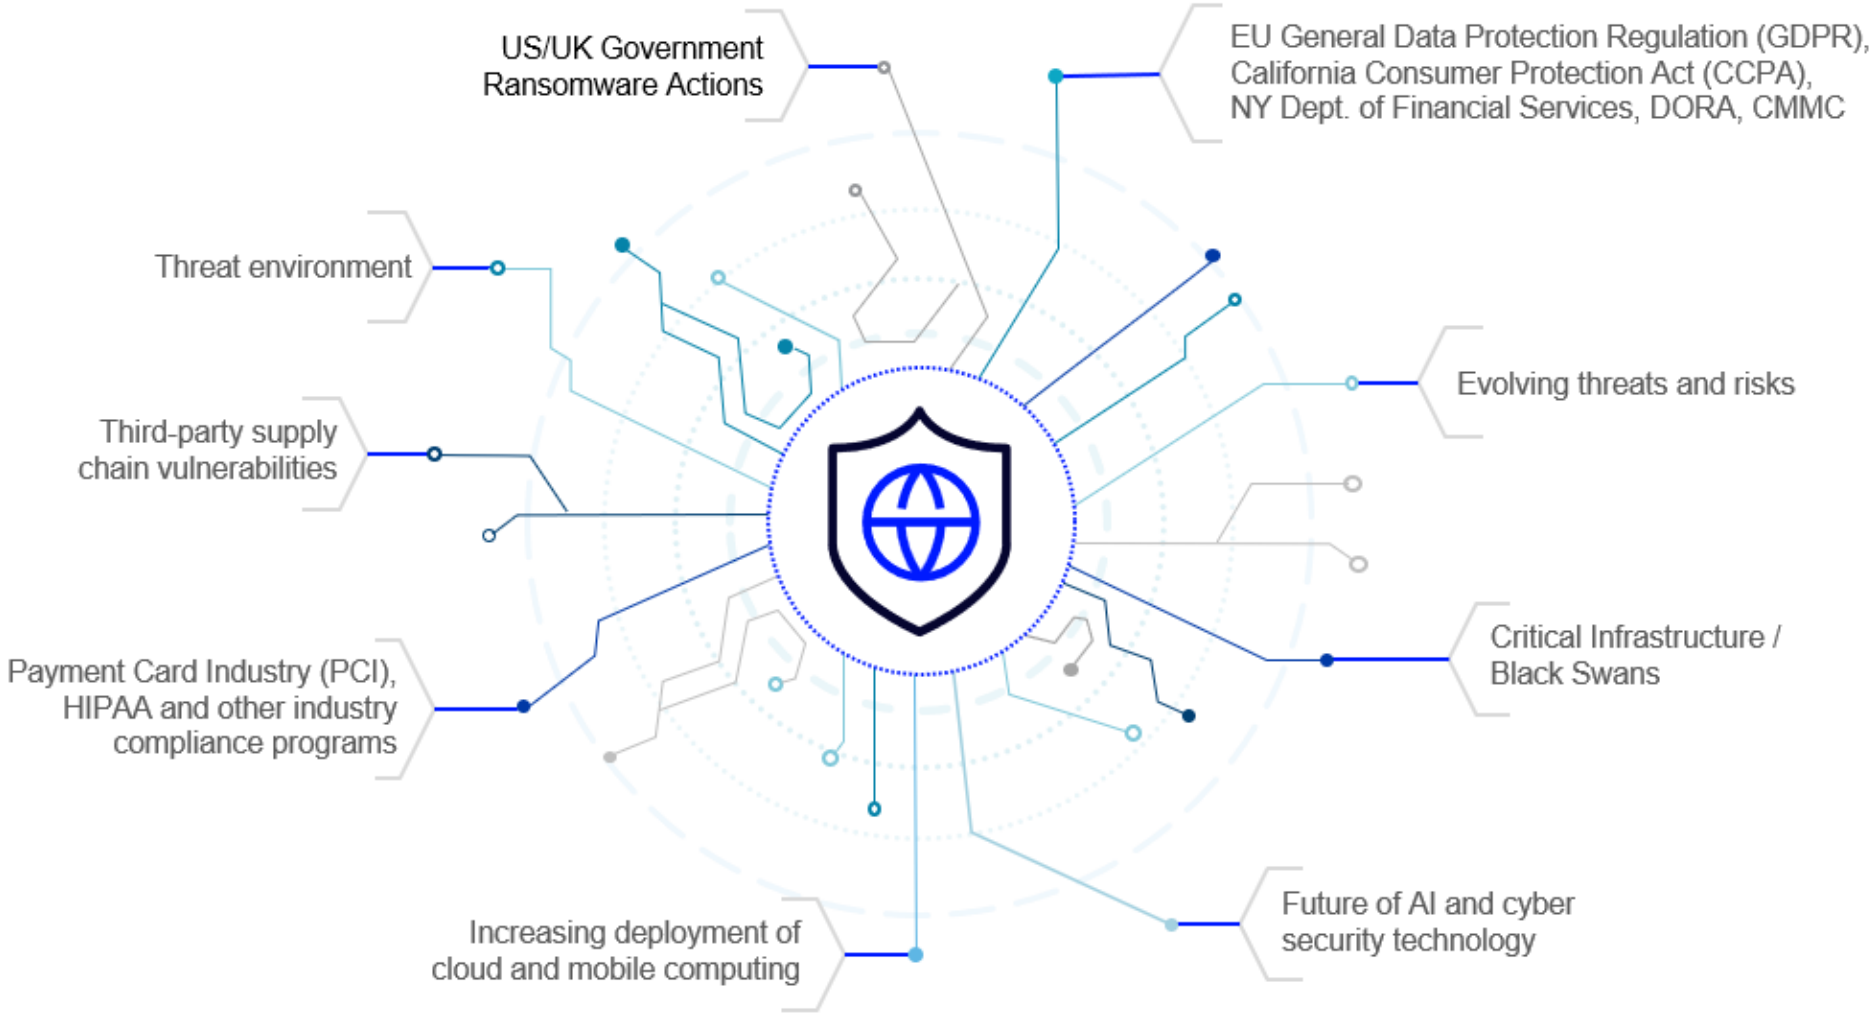 US/UK Government
Ransomware Actions
EU General Data Protection Regulation (GDPR),
California Consumer Protection Act (CCPA),
NY Dept. of Financial Services, DORA, CMMC
Threat environment
Evolving threats and risks
Third-party supply
chain vulnerabilities
Critical Infrastructure /
Black Swans
Payment Card Industry (PCI),
HIPAA and other industry
compliance programs
Future of AI and cyber
security technology
Increasing deployment of
cloud and mobile computing